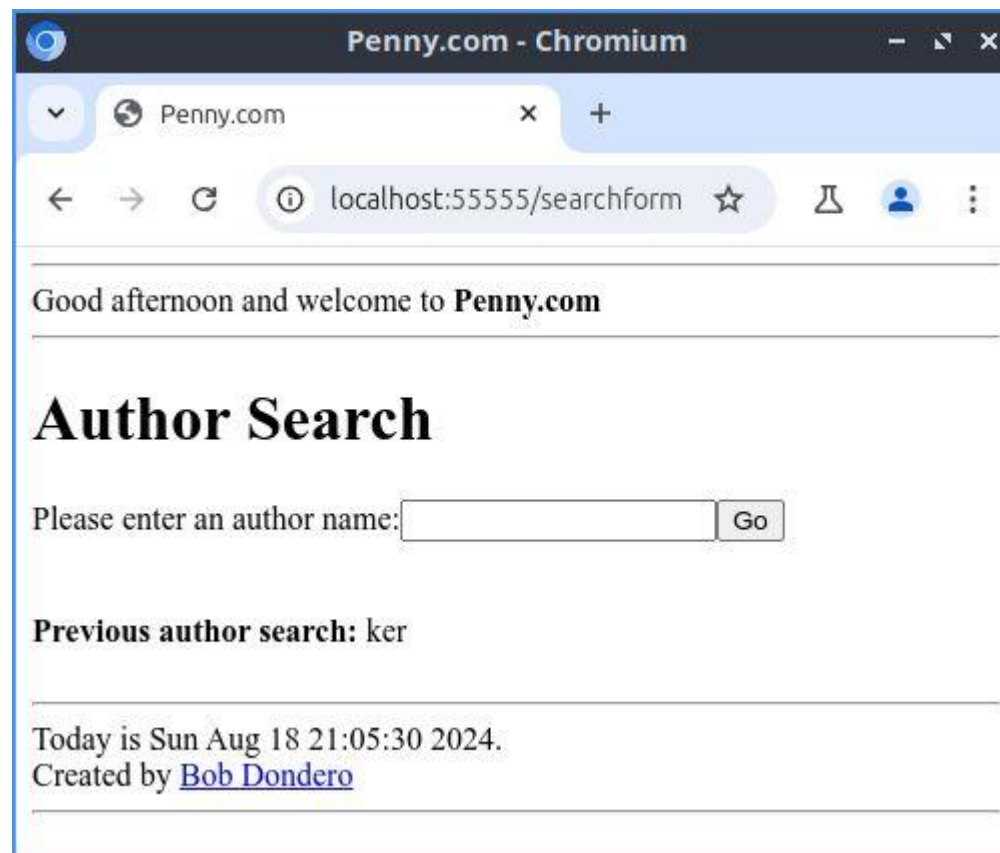 Penny.com - Chromium
Penny.com
localhost:55555/searchform
Good afternoon and welcome to Penny.com
Author Search
Please enter an author name: Go
Previous author search: ker
Today is Sun Aug 18 21:05:30 2024.
Created by Bob Dondero